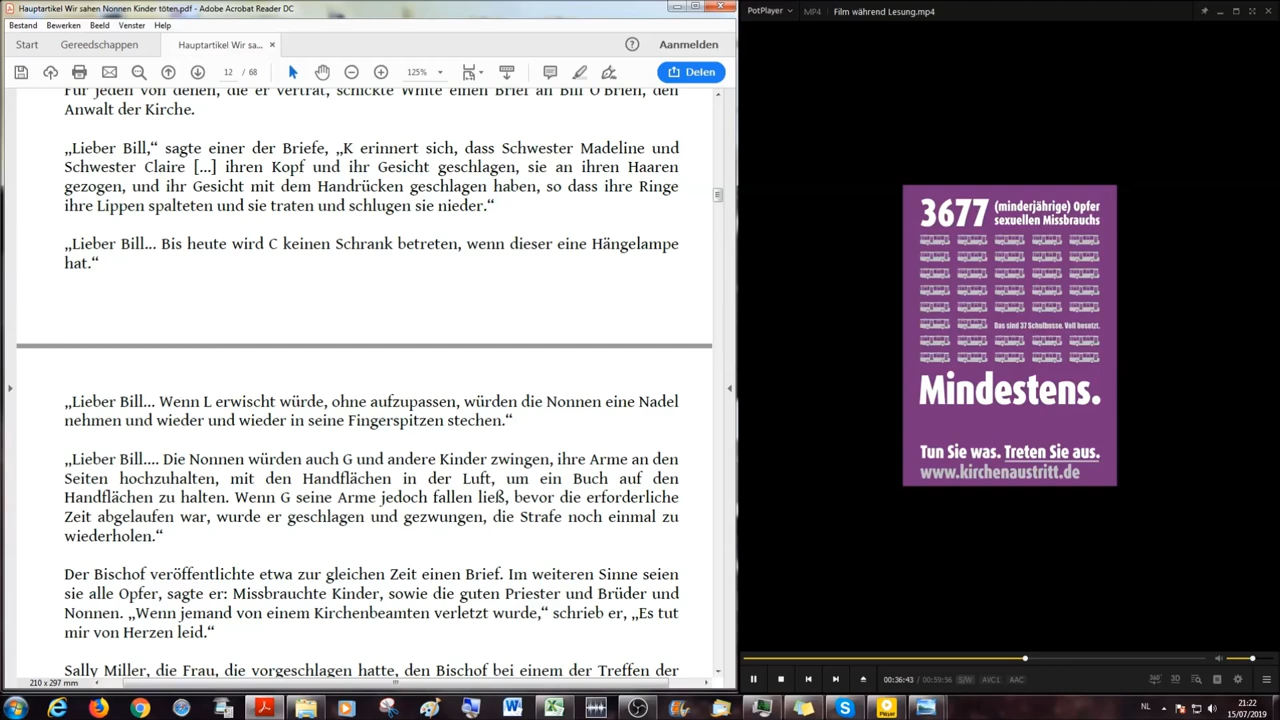 Hauptartikel Wir sahen Nonnen Kinder töten.pdf - Adobe Acrobat Reader DC
Bestand Bewerken Beeld Venster Help
Start Gereedschappen Hauptartikel Wir sa... × Aanmelden
12 / 68 125% Delen
Für jeden von denen, die er vertrat, schickte White einen Brief an Bill O'Brien, den
Anwalt der Kirche.
„Lieber Bill,“ sagte einer der Briefe, „K erinnert sich, dass Schwester Madeline und
Schwester Claire [...] ihren Kopf und ihr Gesicht geschlagen, sie an ihren Haaren
gezogen, und ihr Gesicht mit dem Handrücken geschlagen haben, so dass ihre Ringe
ihre Lippen spalteten und sie traten und schlugen sie nieder.“
„Lieber Bill... Bis heute wird C keinen Schrank betreten, wenn dieser eine Hängelampe
hat.“
„Lieber Bill... Wenn L erwischt würde, ohne aufzupassen, würden die Nonnen eine Nadel
nehmen und wieder und wieder in seine Fingerspitzen stechen.“
„Lieber Bill.... Die Nonnen würden auch G und andere Kinder zwingen, ihre Arme an den
Seiten hochzuhalten, mit den Handflächen in der Luft, um ein Buch auf den
Handflächen zu halten. Wenn G seine Arme jedoch fallen ließ, bevor die erforderliche
Zeit abgelaufen war, wurde er geschlagen und gezwungen, die Strafe noch einmal zu
wiederholen.“
Der Bischof veröffentlichte etwa zur gleichen Zeit einen Brief. Im weiteren Sinne seien
sie alle Opfer, sagte er: Missbrauchte Kinder, sowie die guten Priester und Brüder und
Nonnen. „Wenn jemand von einem Kirchenbeamten verletzt wurde,“ schrieb er, „Es tut
mir von Herzen leid.“
Sally Miller, die Frau, die vorgeschlagen hatte, den Bischof bei einem der Treffen der
210 x 297 mm
PotPlayer MP4 Film während Lesung.mp4
3677 (minderjährige) Opfer
sexuellen Missbrauchs
Das sind 37 Schulbusse. Voll besetzt.
Mindestens.
Tun Sie was. Treten Sie aus.
www.kirchenaustritt.de
00:36:43 / 00:59:36 S/W AVC1 AAC 3D
NL 21:22
15/07/2019